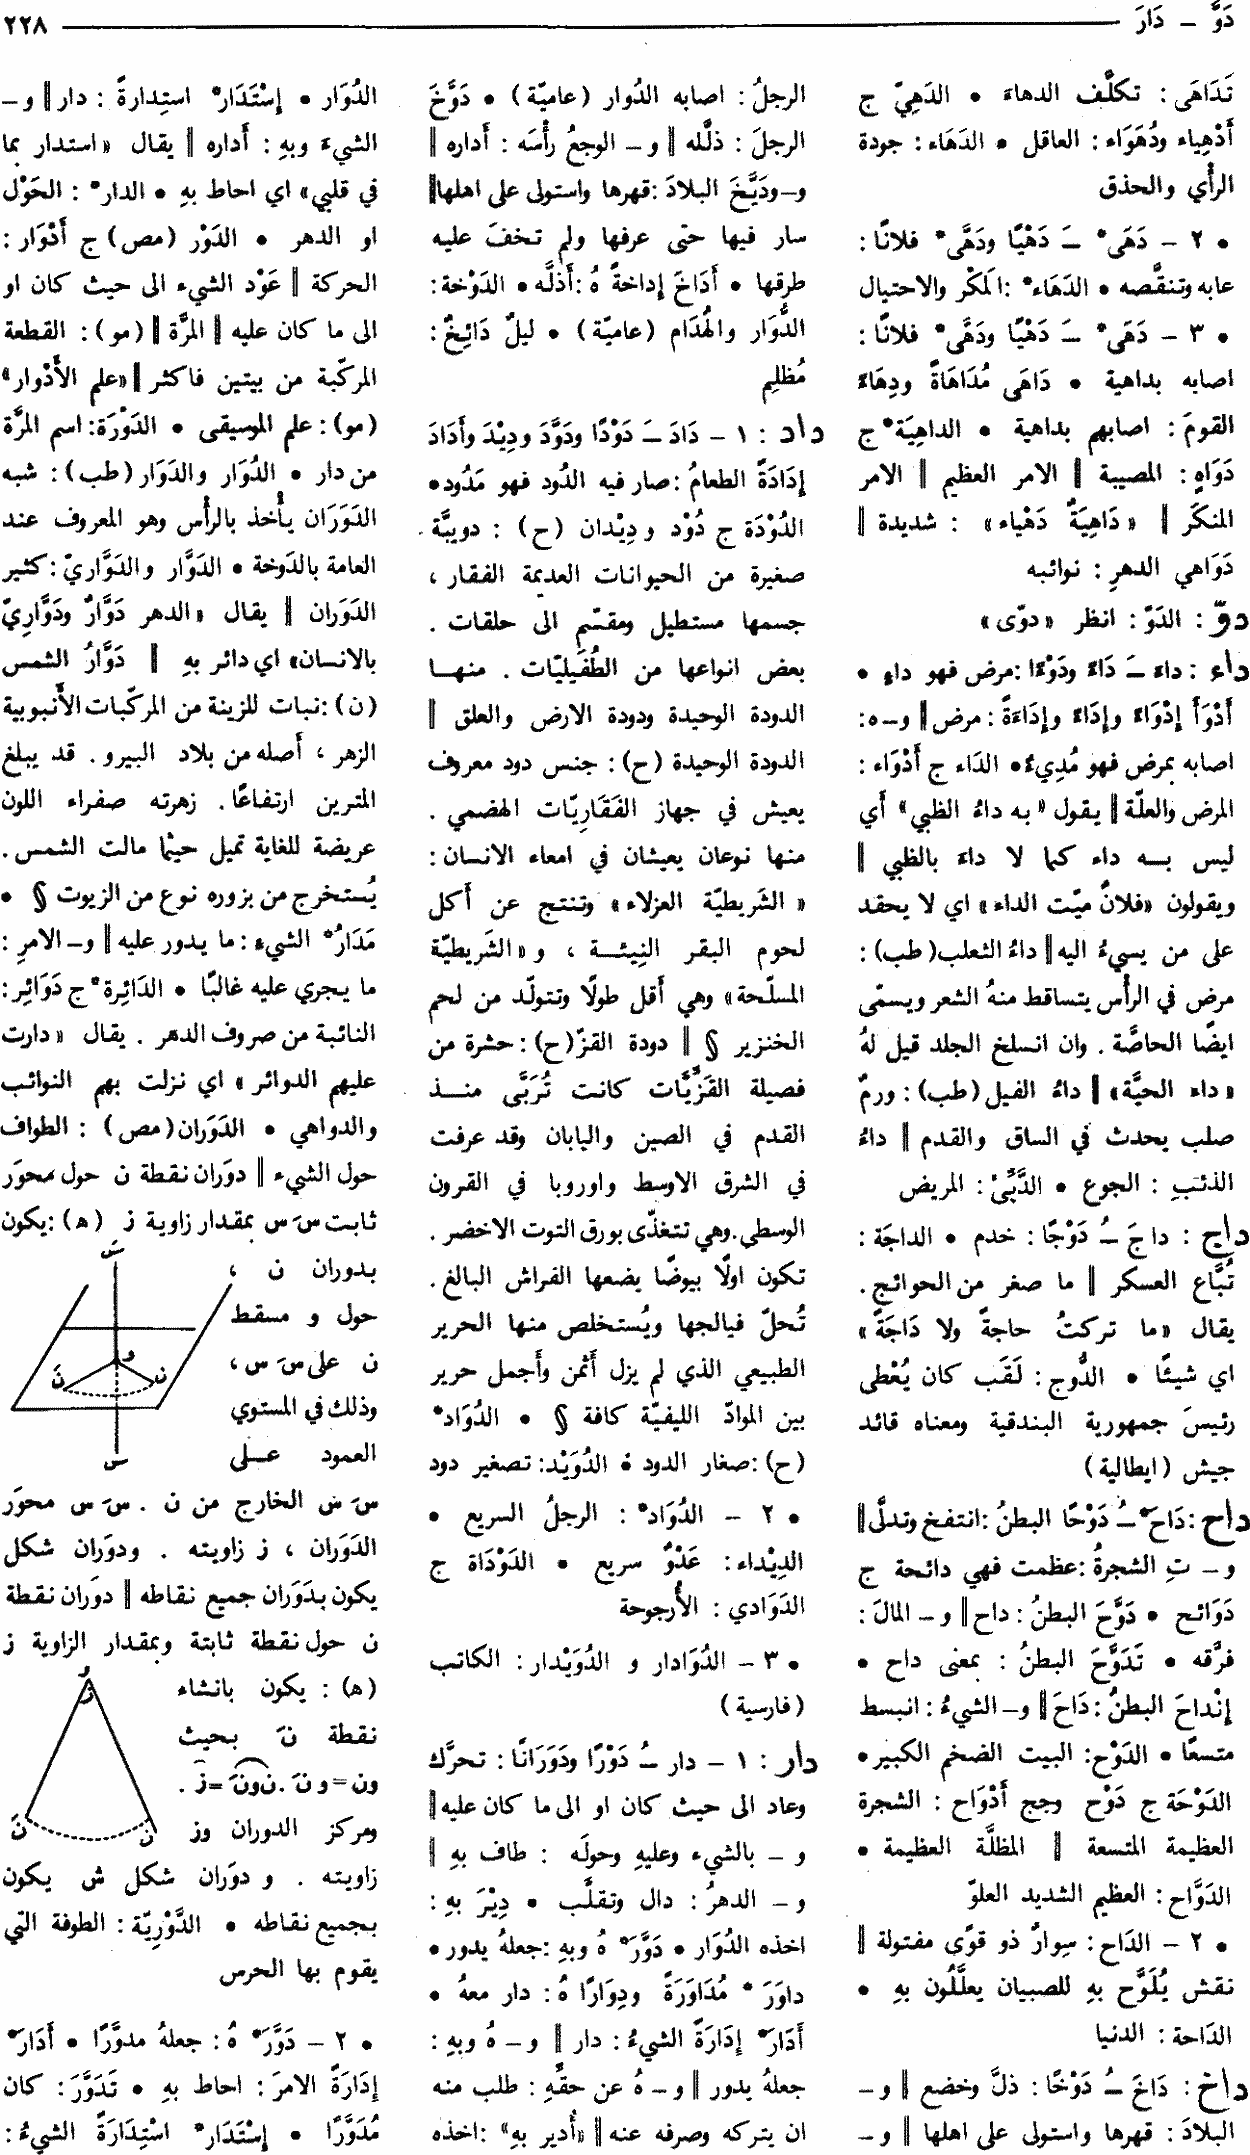 دَوَّ – دَارَ
٢٢٨
تَدَاهَى : تكلَّف الدهاءَ • الدَهِيّ ج
أَدْهِياء ودُهَوَاء : العاقل • الدَهَاء : جودة
الرأْي والحذق
• ٢ – دَهَى* ـَ دَهْيًا ودَهَّى* فلانًا :
عابه وتنقَّصه • الدَهَاء* : المَكْر والاحتيال
• ٣ – دَهَى* ـَ دَهْيًا ودَهَّى* فلانًا :
اصابه بداهية • دَاهَى مُدَاهَاةً ودِهَاءً
القومَ : اصابهم بداهية • الداهِيَة* ج
دَوَاهٍ : المصيبة ‖ الامر العظيم ‖ الامر
المنكَر ‖ « دَاهِيَةٌ دَهْياء » : شديدة ‖
دَوَاهي الدهرِ : نوائبه
دوّ : الدَوّ : انظر « دوّى »
داء : داءَ ـَ دَاءً ودَوْءًا : مرض فهو داءٍ •
أَدْوَأَ إِدْوَاءً وإِدَاءً وإِدَاءَةً : مرض ‖ و – ه :
اصابه بمرض فهو مُدِيءٌ • الدَاء ج أَدْوَاء :
المرض والعلّة ‖ يقول « به داءُ الظبي » أَي
ليس بـه داء كما لا داءَ بالظبي ‖
ويقولون « فلانٌ ميّت الداء » اي لا يحقد
على من يسيءُ اليه ‖ داءُ الثعلب (طب) :
مرض في الرأْس يتساقط منهُ الشعر ويسمّى
ايضًا الحاصَّة . وان انسلخ الجلد قيل لهُ
« داء الحيَّة » ‖ داءُ الفيل (طب) : ورمٌ
صلب يحدث في الساق والقدم ‖ داءُ
الذئبِ : الجوع • الدَّيِّئُ : المريض
داج : داجَ ـُ دَوْجًا : خدم • الداجَة :
تُبَّاع العسكر ‖ ما صغر من الحوائج .
يقال « ما تركتُ حاجةً ولا دَاجَةً »
اي شيئًا • الدُّوج : لَقَب كان يُعْطى
رئيسَ جمهورية البندقية ومعناه قائد
جيش ( ايطالية )
داح : دَاحَ* ـُ دَوْحًا البطنُ : انتفخ وتدلَّى ‖
و – تِ الشجرةُ : عظمت فهي دائحة ج
دَوَائح • دَوَّحَ البطنُ : داح ‖ و – المالَ :
فرَّقه • تَدَوَّحَ البطنُ : بمعنى داح •
إِنْداحَ البطنُ : دَاحَ ‖ و – الشيءُ : انبسط
متسعًا • الدَوْح : البيت الضخم الكبير •
الدَوْحَة ج دَوْح وجج أَدْوَاح : الشجرة
العظيمة المتسعة ‖ المظلَّة العظيمة •
الدَوَّاح : العظيم الشديد العلوّ
• ٢ – الدَاح : سِوارٌ ذو قوًى مفتولة ‖
نقش يُلَوَّح بهِ للصبيان يعلَّلُون بهِ •
الدَاحة : الدنيا
داخ : دَاخَ ـُ دَوْخًا : ذلَّ وخضع ‖ و –
البلادَ : قهرها واستولى على اهلها ‖ و –
الرجلُ : اصابه الدُوار ( عاميّة ) • دَوَّخَ
الرجلَ : ذلَّله ‖ و – الوجعُ رأْسَه : أَداره ‖
و – ودَيَّخَ البلادَ : قهرها واستولى على اهلها ‖
سار فيها حتى عرفها ولم تخفَ عليه
طرقها • أَدَاخَ إِداخةً هُ : أَذلَّه • الدَوْخة :
الدُّوَار والهُدَام (عاميّة) • ليلٌ دَائِخٌ :
مُظلِم
داد : ١ – دَادَ ـَ دَوْدًا ودَوَّدَ ودِيْدَ وأَدَادَ
إِدَادَةً الطعامُ : صار فيه الدُود فهو مَدُود •
الدُوْدَة ج دُوْد ودِيْدان (ح) : دويبَّة
صغيرة من الحيوانات العديمة الفقار ،
جسمها مستطيل ومقسّم الى حلقات .
بعض انواعها من الطُفَيليّات . منهـا
الدودة الوحيدة ودودة الارض والعلق ‖
الدودة الوحيدة (ح) : جنس دود معروف
يعيش في جهاز الفَقَارِيّات الهضمي .
منها نوعان يعيشان في امعاء الانسان :
« الشَريطيّة العزلاء » وتنتج عن أَكل
لحوم البقر النِيئـة ، و « الشَريطيّة
المسلّحة » وهي أَقل طولًا وتتولّد من لحم
الخنزير § ‖ دودة القزّ (ح) : حشرة من
فصيلة القَزِّيَّات كانت تُرَبَّى منـذ
القدم في الصين واليابان وقد عرفت
في الشرق الاوسط واوروبا في القرون
الوسطى . وهي تتغذّى بورق التوت الاخضر .
تكون اولًا بيوضًا يضعها الفراش البالغ .
تُحلّ فيالجها ويُستخلص منها الحرير
الطبيعي الذي لم يزل أَثْمن وأَجمل حرير
بين الموادّ الليفيّة كافة § • الدُوَاد*
(ح) : صغار الدود • الدُوَيْد : تصغير دود
• ٢ – الدُوَاد* : الرجلُ السريع •
الدِيْداء : عَدْوٌ سريع • الدَوْدَاة ج
الدَوَادي : الأُرجوحة
• ٣ – الدُوَادار و الدُوَيْدار : الكاتب
( فارسية )
دار : ١ – دار ـُ دَوْرًا ودَوَرَانًا : تحرَّك
وعاد الى حيث كان او الى ما كان عليه ‖
و – بالشيء وعليهِ وحولَه : طاف بهِ ‖
و – الدهرُ : دال وتقلَّب • دِيْرَ بهِ :
اخذه الدُوَار • دَوَّرَ* هُ وبهِ : جعلهُ يدور •
داوَرَ* مُدَاوَرَةً ودِوَارًا هُ : دار معهُ •
أَدَارَ* إِدَارَةً الشيءُ : دار ‖ و – هُ وبهِ :
جعلهُ يدور ‖ و – هُ عن حقّهِ : طلب منه
ان يتركه وصرفه عنه ‖ « أُدير بهِ » : اخذه
الدُوَار • إِسْتَدَار* استِدارةً : دار ‖ و –
الشيءَ وبهِ : أَداره ‖ يقال « استدار بما
في قلبي » اي احاط بهِ • الدار* : الحَوْل
او الدهر • الدَوْر (مص) ج أَدْوَار :
الحركة ‖ عَوْد الشيء الى حيث كان او
الى ما كان عليه ‖ المرَّة ‖ (مو) : القطعة
المركّبة من بيتين فاكثر ‖ « علم الأَدْوار »
(مو) : علم الموسيقى • الدَوْرَة : اسم المرَّة
من دار • الدُوَار والدَوَار (طب) : شبه
الدَوَرَان يأْخذ بالرأْس وهو المعروف عند
العامة بالدَوخة • الدَوَّار والدَوَّاريّ : كثير
الدَوَران ‖ يقال « الدهر دَوَّارٌ ودَوَّارِيّ
بالانسان » اي دائر بهِ ‖ دَوَّارُ الشمس
(ن) : نبات للزينة من المركّبات الأُنبوبية
الزهر ، أَصله من بلاد البيرو . قد يبلغ
المترين ارتفاعًا . زهرته صفراء اللون
عريضة للغاية تميل حيثما مالت الشمس .
يُستخرج من بزوره نوع من الزيوت § •
مَدَارُ* الشيءِ : ما يدور عليه ‖ و – الامرِ :
ما يجري عليه غالبًا • الدَائِرة* ج دَوَائِر :
النائبة من صروف الدهر . يقال « دارت
عليهم الدوائر » اي نزلت بهم النوائب
والدواهي • الدَوَران (مص) : الطواف
حول الشيء ‖ دوَران نقطة ن حول محوَر
ثابت سَ س بمقدار زاوية زِ (ه) : يكون
بدوران ن ،
حول و مسقط
ن على سَ س ،
وذلك في المستوي
العمود عـلى
سَ
و
ن
نَ
س
سَ س الخارج من ن . سَ س محوَر
الدَوَران ، ز زاويته . ودوَران شكل
يكون بدَوَران جميع نقاطه ‖ دوَران نقطة
ن حول نقطة ثابتة وبمقدار الزاوية ز
(ه) : يكون بانشاء
نقطة نَ بحيث
ون = و نَ . ن و نَ = ز .
ومركز الدوران و ز
و
ز
ن
نَ
زاويته . و دوَران شكل ش يكون
بجميع نقاطه • الدَّوْرِيّة : الطوفة التي
يقوم بها الحرس
• ٢ – دَوَّرَ* هُ : جعلهُ مدوَّرًا • أَدَارَ*
إِدَارَةً الامرَ : احاط بهِ • تَدَوَّرَ : كان
مُدَوَّرًا • إِسْتَدَار* اسْتِدَارَةً الشيءُ :